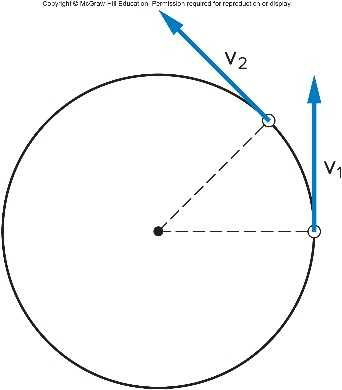 Copyright © McGraw-Hill Education. Permission required for reproduction or display.
v2
v1